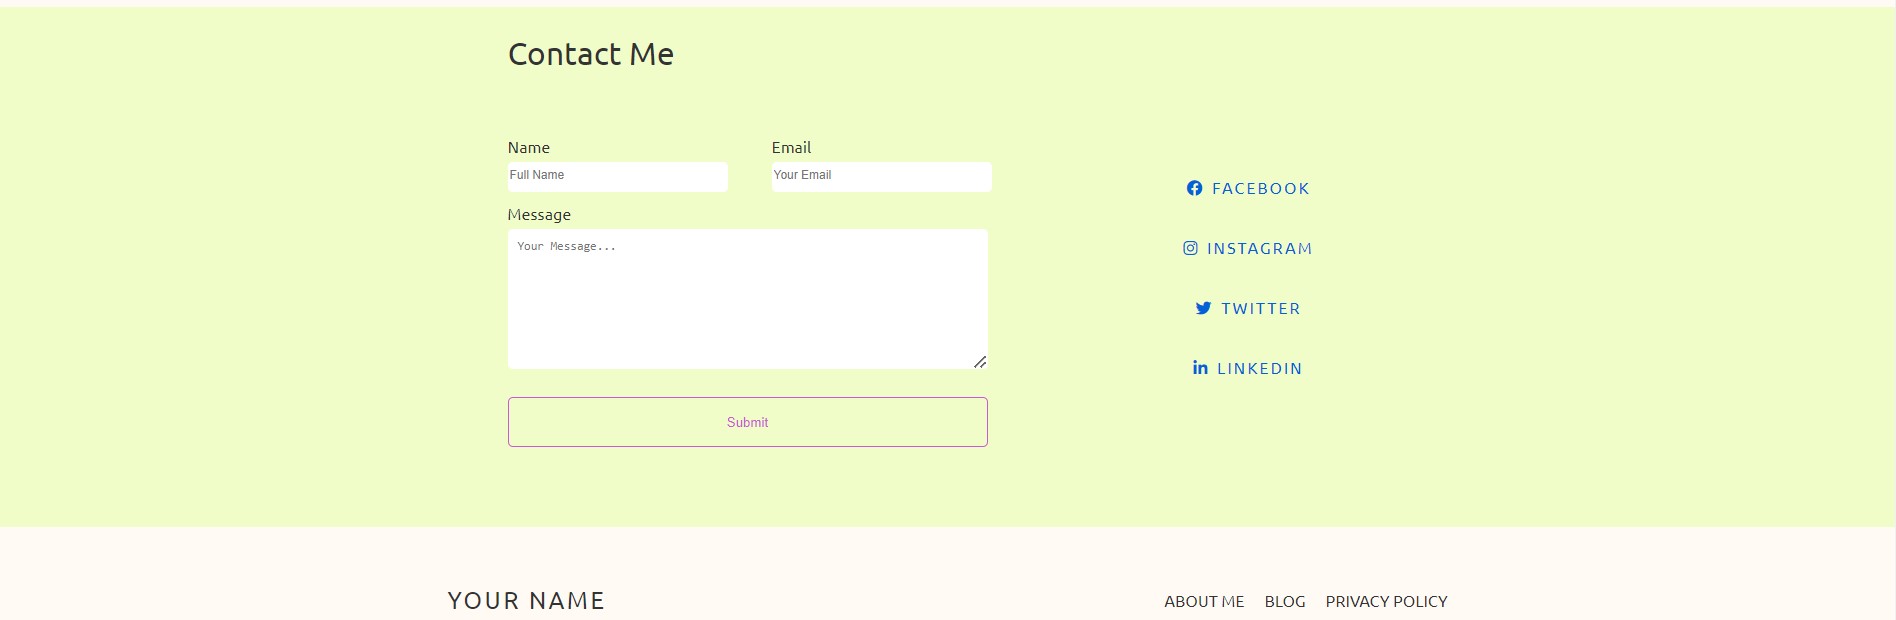 Contact Me
Name
Email
Full Name
Your Email
Message
Your Message...
Submit
FACEBOOK
INSTAGRAM
TWITTER
LINKEDIN
YOUR NAME
ABOUT ME BLOG PRIVACY POLICY